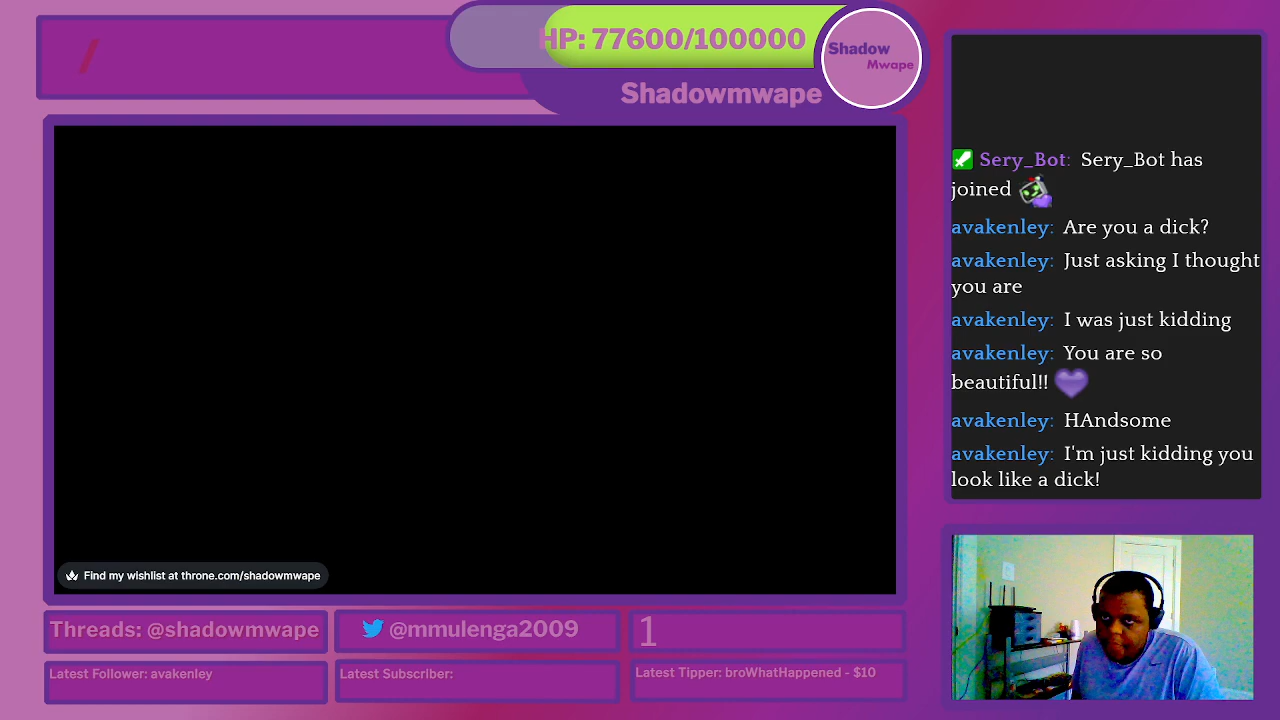 /
HP: 77600/100000
Shadow
Mwape
Shadowmwape
Sery_Bot: Sery_Bot has
joined
avakenley: Are you a dick?
avakenley: Just asking I thought
you are
avakenley: I was just kidding
avakenley: You are so
beautiful!!
avakenley: HAndsome
avakenley: I'm just kidding you
look like a dick!
Find my wishlist at throne.com/shadowmwape
Threads: @shadowmwape
@mmulenga2009
1
Latest Follower: avakenley
Latest Subscriber:
Latest Tipper: broWhatHappened - $10